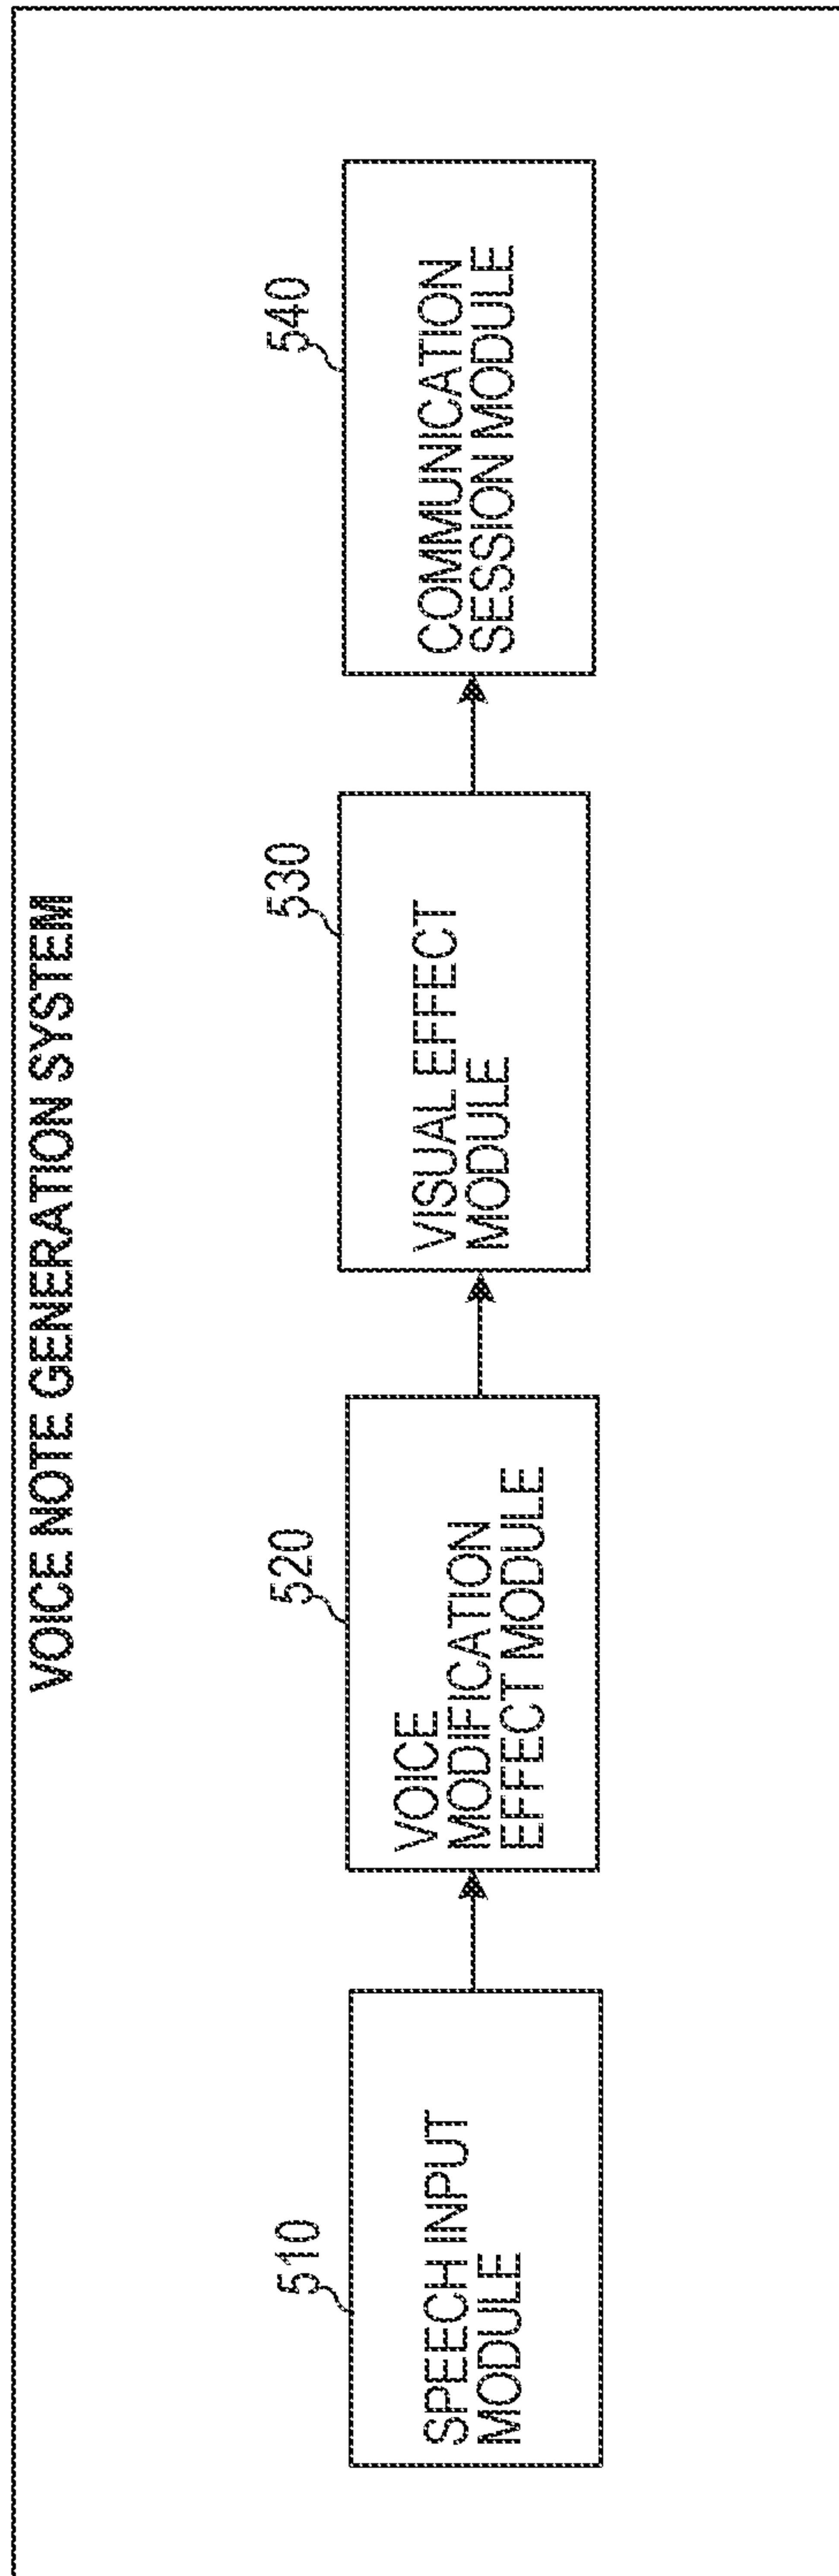 VOICE NOTE GENERATION SYSTEM
510
SPEECH INPUT
MODULE
520
VOICE
MODIFICATION
EFFECT MODULE
530
VISUAL EFFECT
MODULE
540
COMMUNICATION
SESSION MODULE